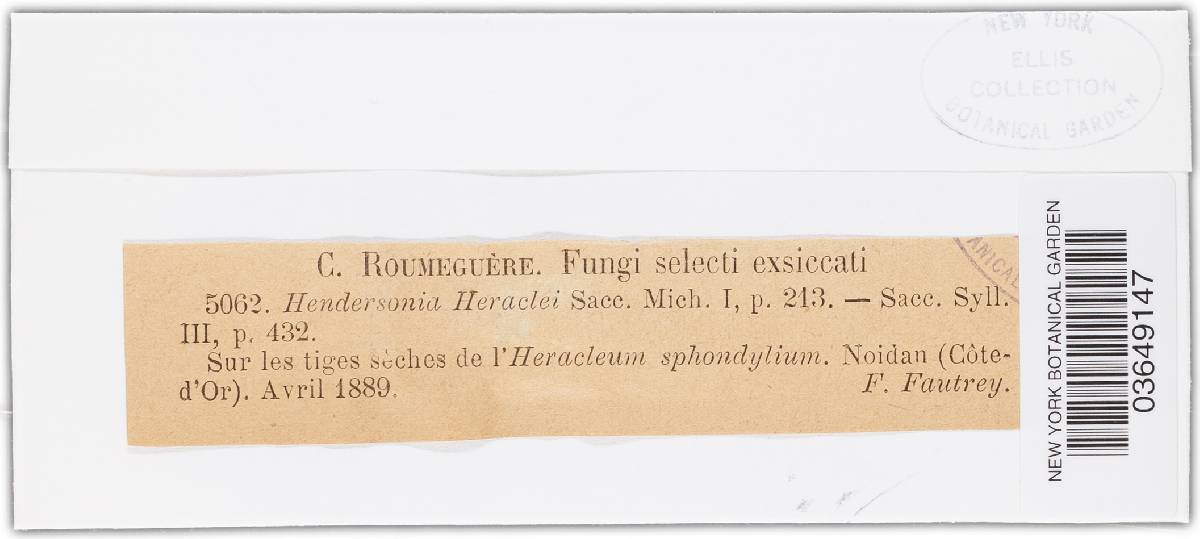 NEW YORK
ELLIS
COLLECTION
BOTANICAL GARDEN
C. ROUMEGUÈRE. Fungi selecti exsiccati
5062. Hendersonia Heraclei Sacc. Mich. I, p. 213. — Sacc. Syll.
III, p. 432.
Sur les tiges sèches de l'Heracleum sphondylium. Noidan (Côte-
d'Or). Avril 1889.
F. Fautrey.
ANICAL
NEW YORK BOTANICAL GARDEN
03649147